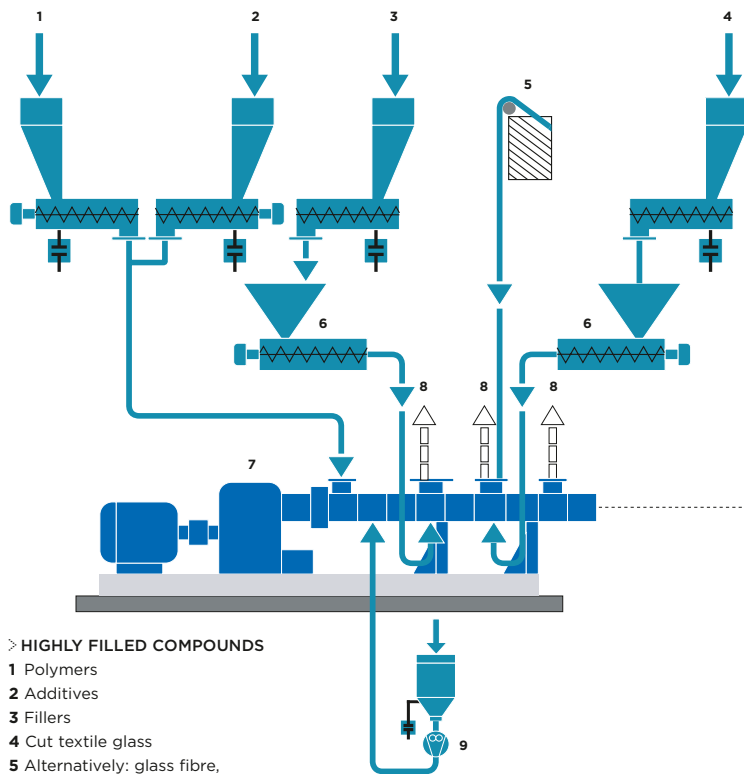 1 2 3 4
5
6 6
8 8 8
7
9
HIGHLY FILLED COMPOUNDS
1 Polymers
2 Additives
3 Fillers
4 Cut textile glass
5 Alternatively: glass fibre,